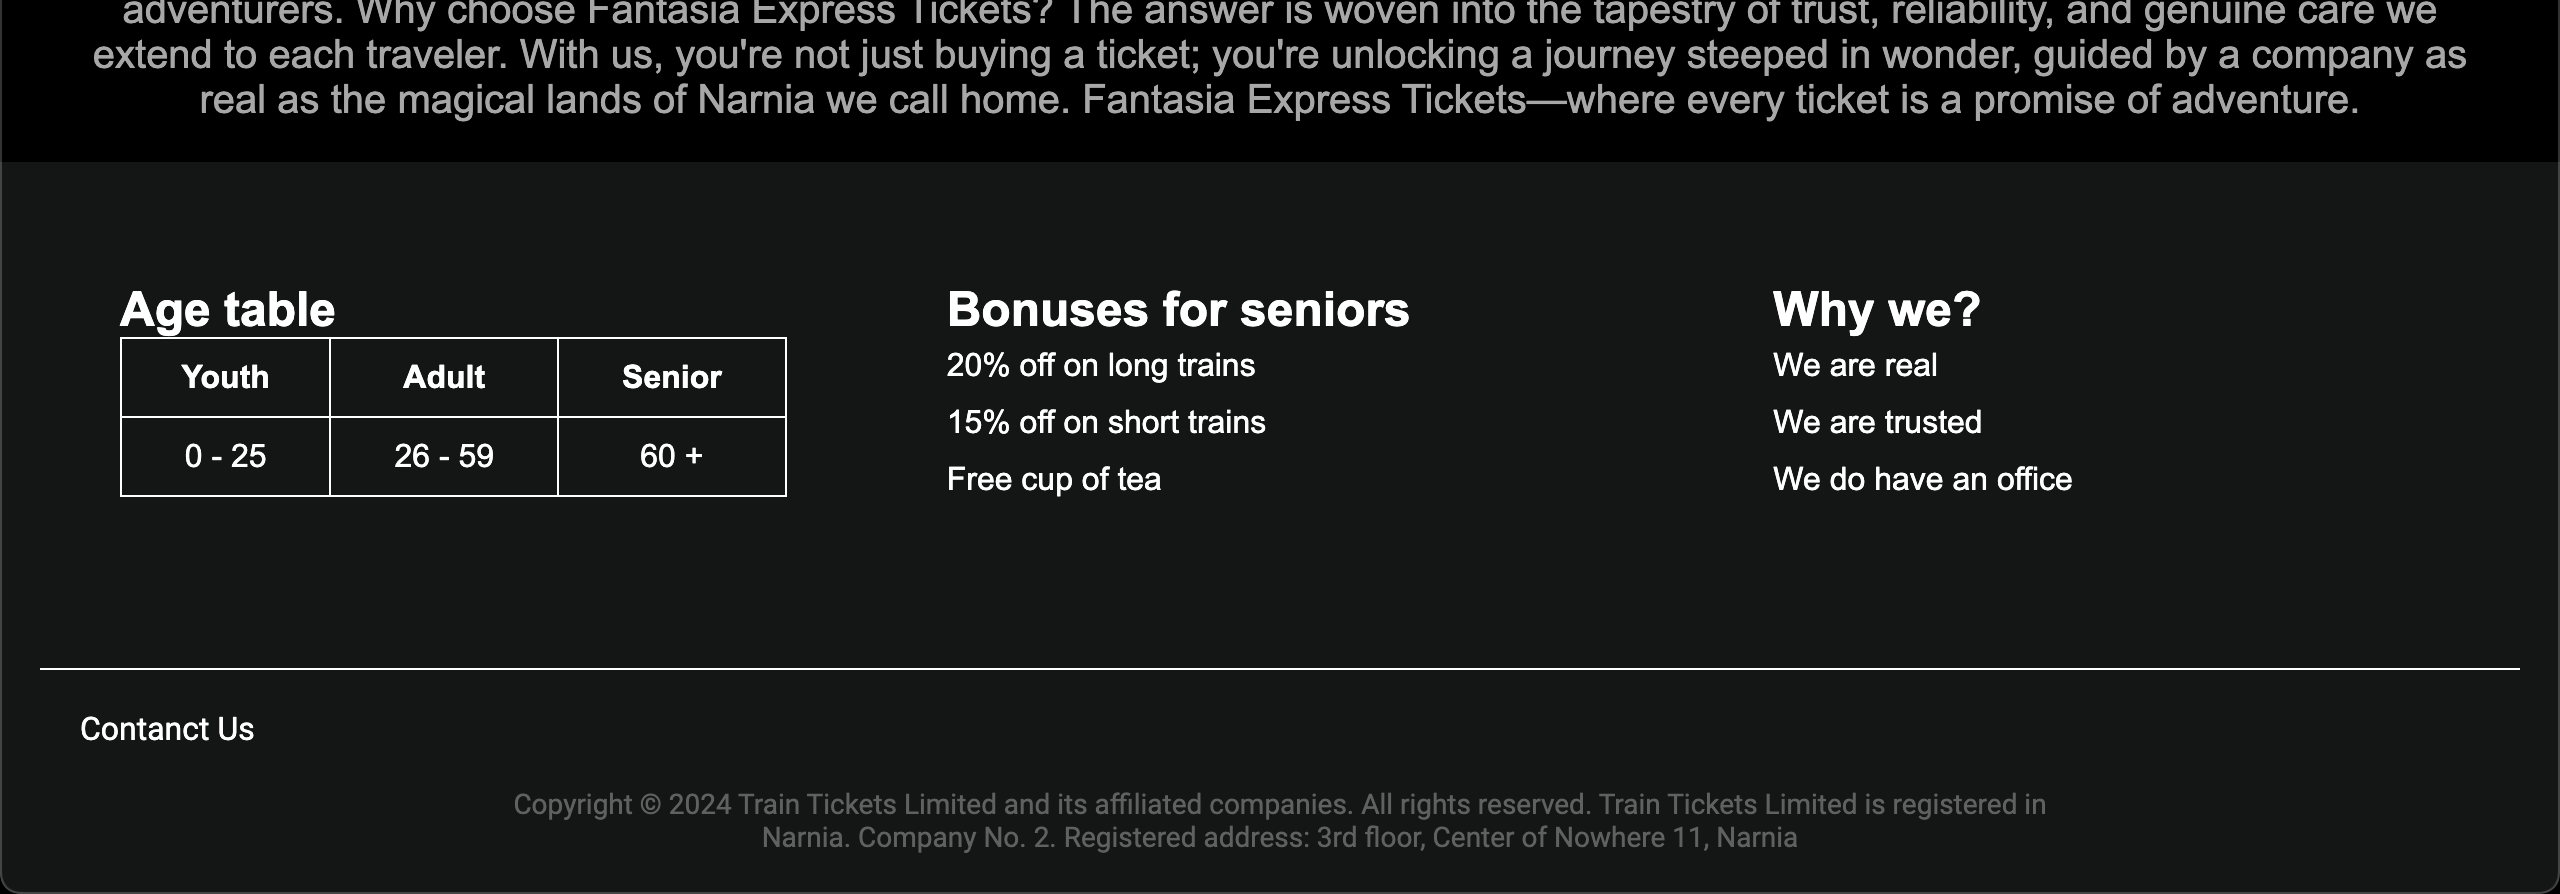 adventurers. Why choose Fantasia Express Tickets? The answer is woven into the tapestry of trust, reliability, and genuine care we
extend to each traveler. With us, you're not just buying a ticket; you're unlocking a journey steeped in wonder, guided by a company as
real as the magical lands of Narnia we call home. Fantasia Express Tickets—where every ticket is a promise of adventure.
Age table
Youth Adult Senior
0 - 25 26 - 59 60 +
Bonuses for seniors
20% off on long trains
15% off on short trains
Free cup of tea
Why we?
We are real
We are trusted
We do have an office
Contanct Us
Copyright © 2024 Train Tickets Limited and its affiliated companies. All rights reserved. Train Tickets Limited is registered in
Narnia. Company No. 2. Registered address: 3rd floor, Center of Nowhere 11, Narnia